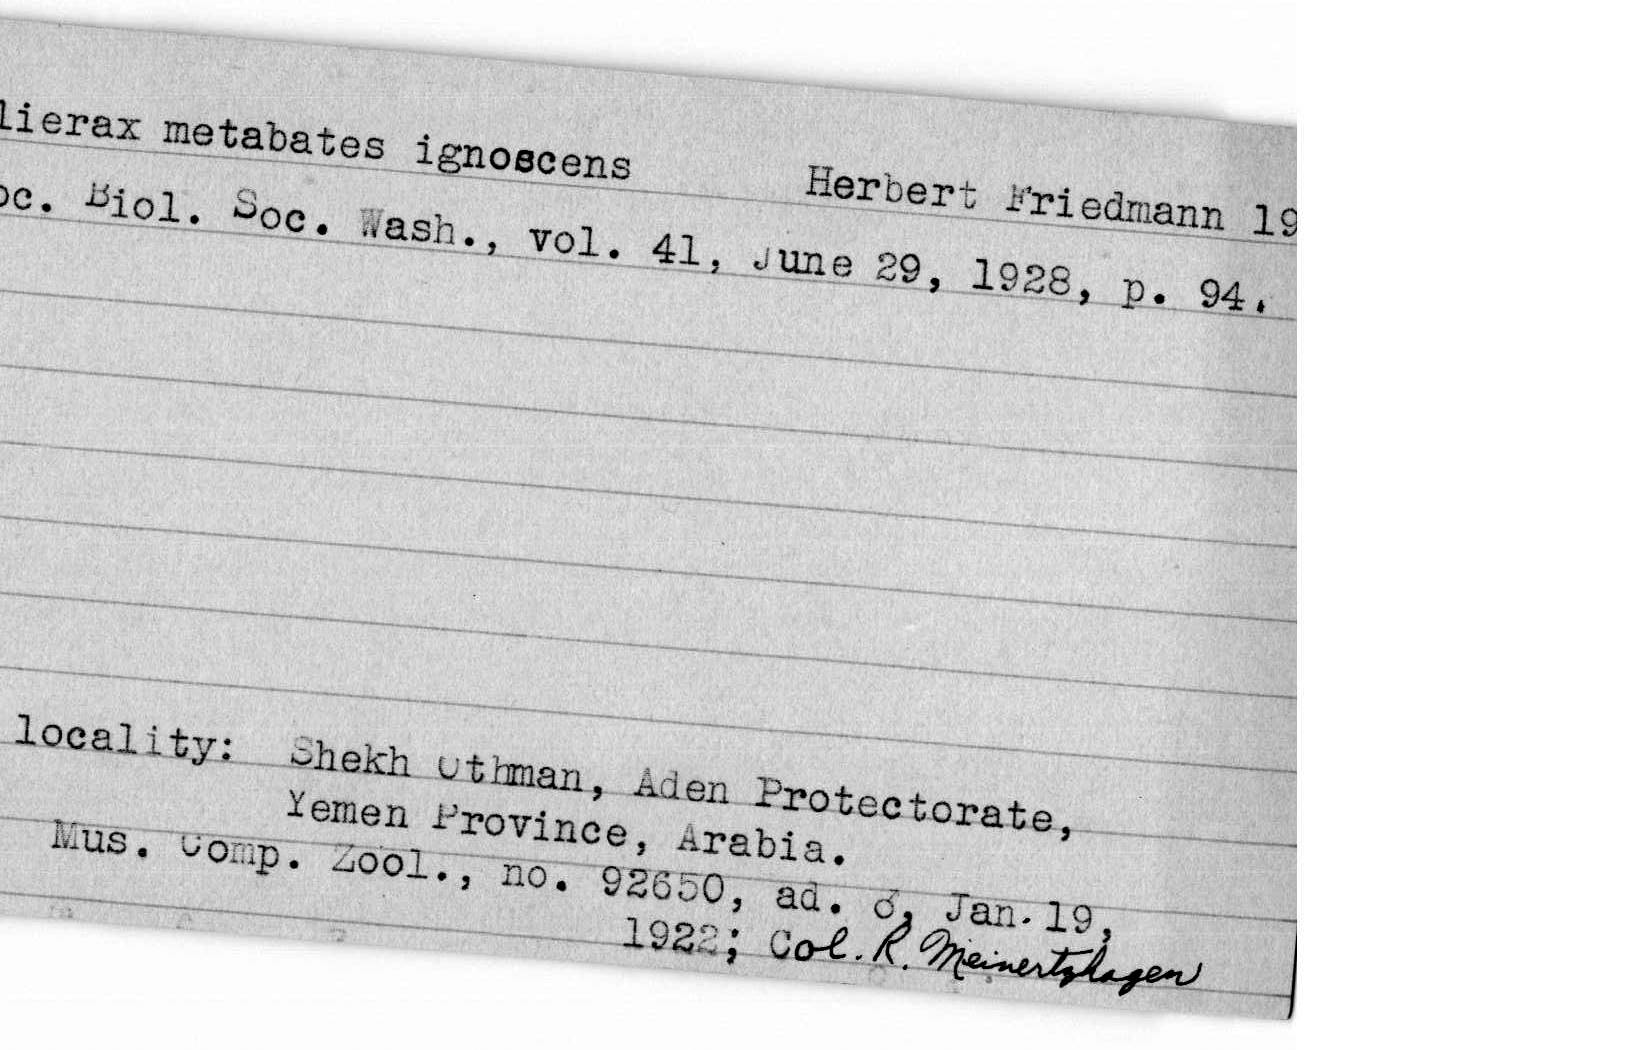 lierax metabates ignoscens Herbert Friedmann 19
oc. Biol. Soc. Wash., vol. 41, June 29, 1928, p. 94.
locality: Shekh Othman, Aden Protectorate,
Yemen Province, Arabia.
Mus. Comp. Zool., no. 92650, ad. ♂, Jan. 19,
1922; Col. R. Meinertzhagen